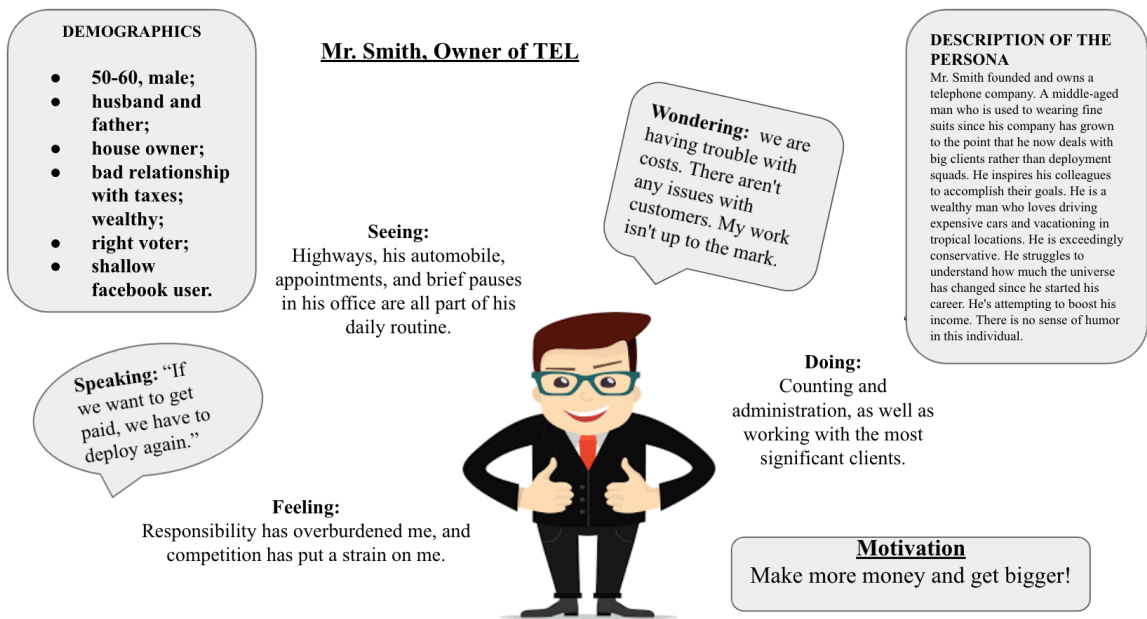 Mr. Smith, Owner of TEL
DEMOGRAPHICS
● 50-60, male;
● husband and
father;
● house owner;
● bad relationship
with taxes;
wealthy;
● right voter;
● shallow
facebook user.
Seeing:
Highways, his automobile,
appointments, and brief pauses
in his office are all part of his
daily routine.
Wondering: we are
having trouble with
costs. There aren't
any issues with
customers. My work
isn't up to the mark.
DESCRIPTION OF THE
PERSONA
Mr. Smith founded and owns a
telephone company. A middle-aged
man who is used to wearing fine
suits since his company has grown
to the point that he now deals with
big clients rather than deployment
squads. He inspires his colleagues
to accomplish their goals. He is a
wealthy man who loves driving
expensive cars and vacationing in
tropical locations. He is exceedingly
conservative. He struggles to
understand how much the universe
has changed since he started his
career. He's attempting to boost his
income. There is no sense of humor
in this individual.
Speaking: “If
we want to get
paid, we have to
deploy again.”
Doing:
Counting and
administration, as well as
working with the most
significant clients.
Feeling:
Responsibility has overburdened me, and
competition has put a strain on me.
Motivation
Make more money and get bigger!